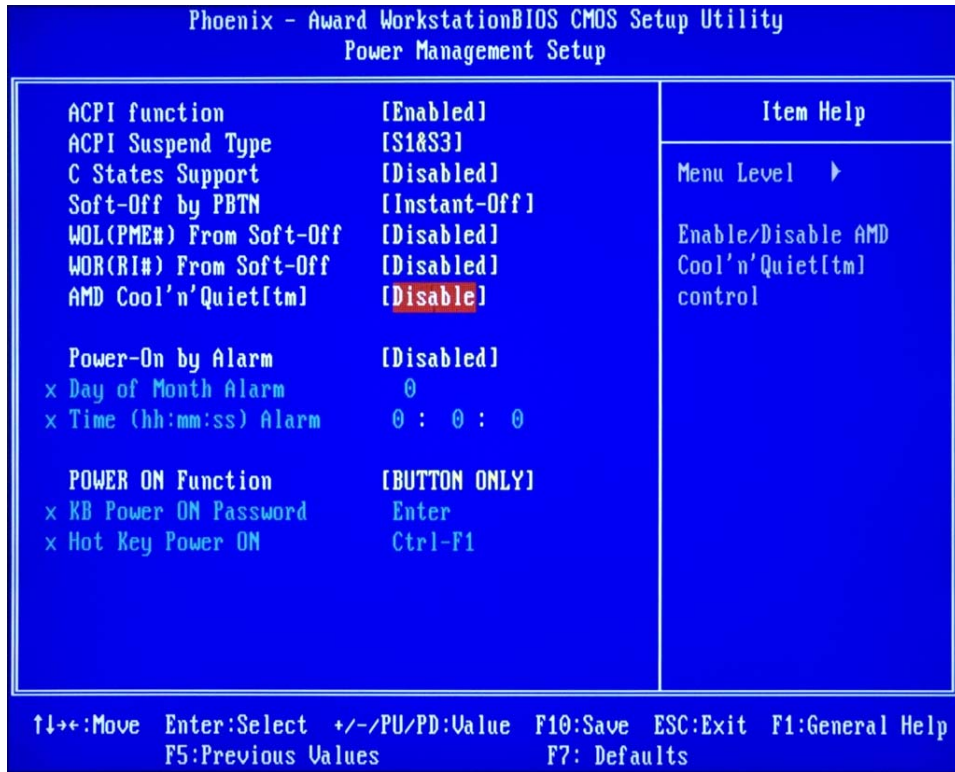 Phoenix - Award WorkstationBIOS CMOS Setup Utility
Power Management Setup
ACPI function [Enabled]
ACPI Suspend Type [S1&S3]
C States Support [Disabled]
Soft-Off by PBTN [Instant-Off]
WOL(PME#) From Soft-Off [Disabled]
WOR(RI#) From Soft-Off [Disabled]
AMD Cool'n'Quiet[tm] [Disable]
Power-On by Alarm [Disabled]
x Day of Month Alarm 0
x Time (hh:mm:ss) Alarm 0 : 0 : 0
POWER ON Function [BUTTON ONLY]
x KB Power ON Password Enter
x Hot Key Power ON Ctrl-F1
Item Help
Menu Level ▶
Enable/Disable AMD
Cool'n'Quiet[tm]
control
↑↓→←:Move Enter:Select +/-/PU/PD:Value F10:Save ESC:Exit F1:General Help
F5:Previous Values F7: Defaults